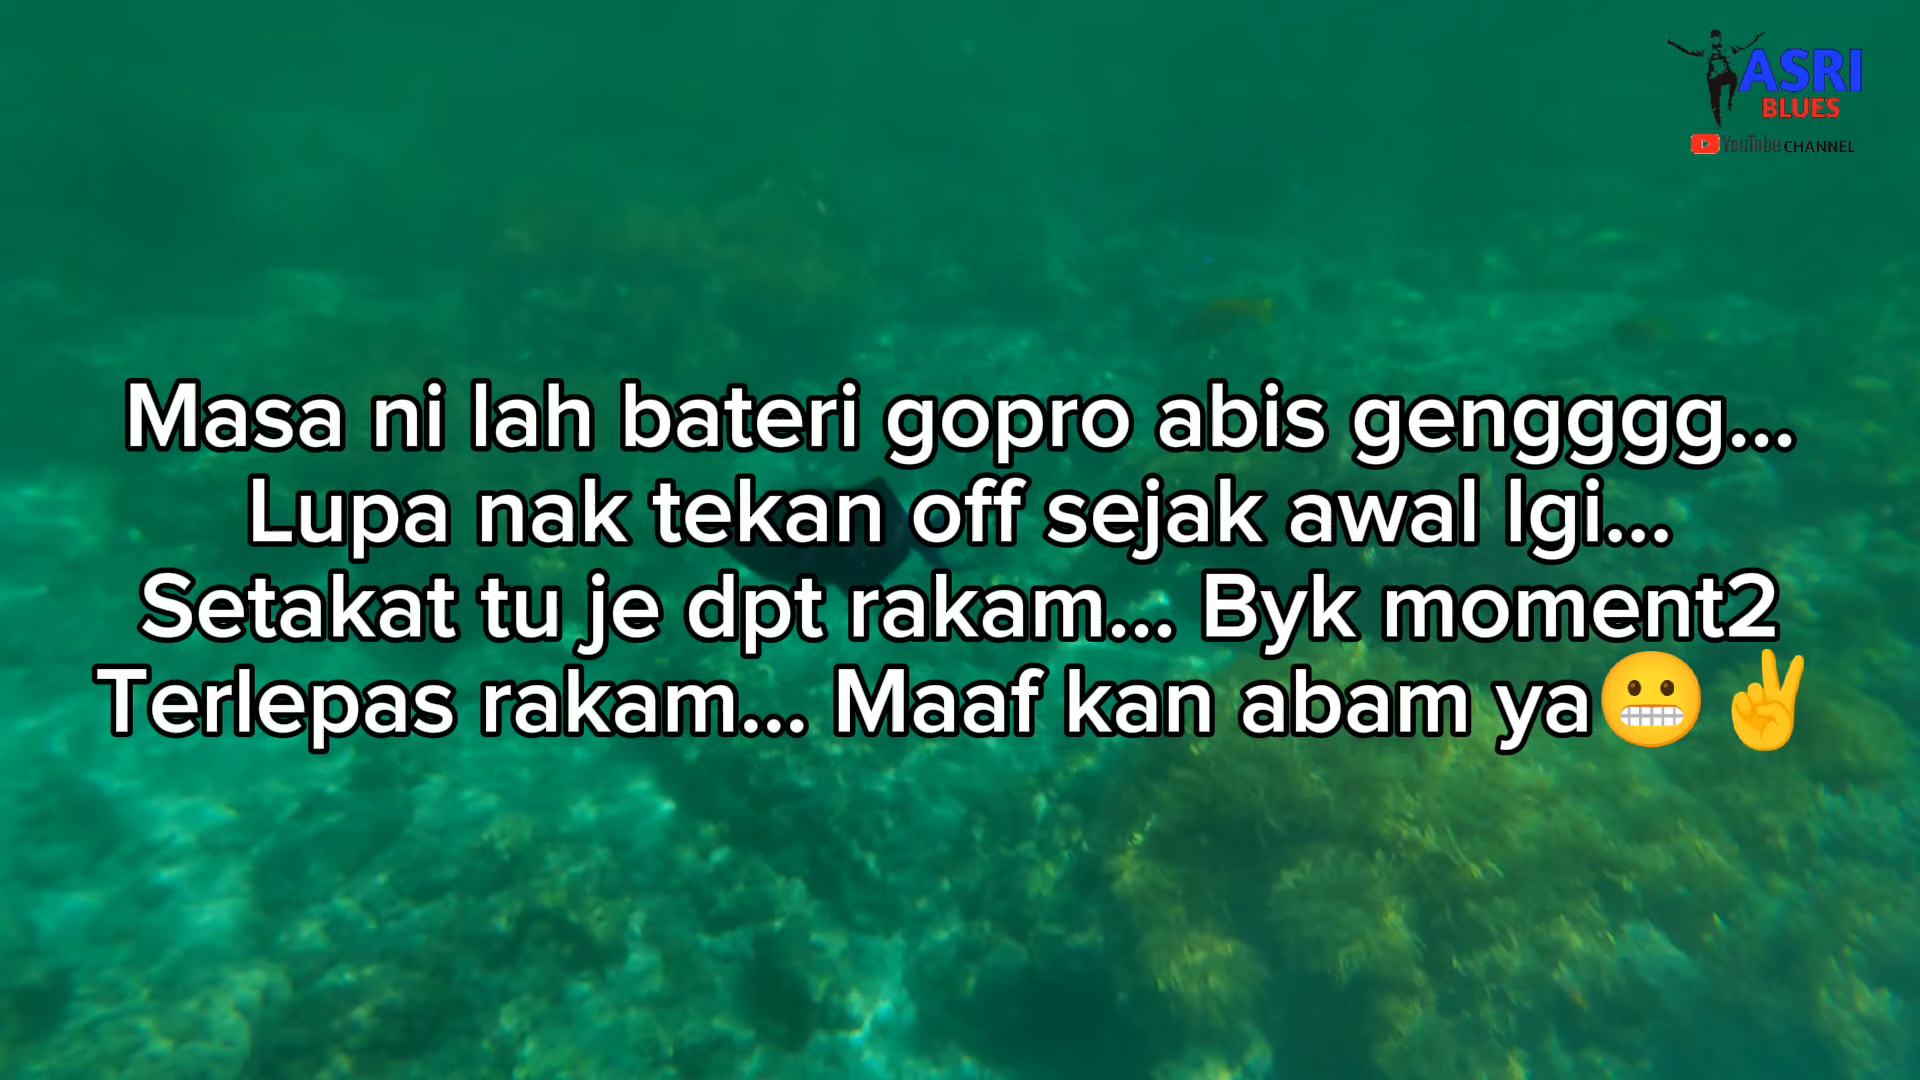 ASRI
BLUES
YouTube CHANNEL
Masa ni lah bateri gopro abis gengggg...
Lupa nak tekan off sejak awal lgi...
Setakat tu je dpt rakam... Byk moment2
Terlepas rakam... Maaf kan abam ya😬✌️